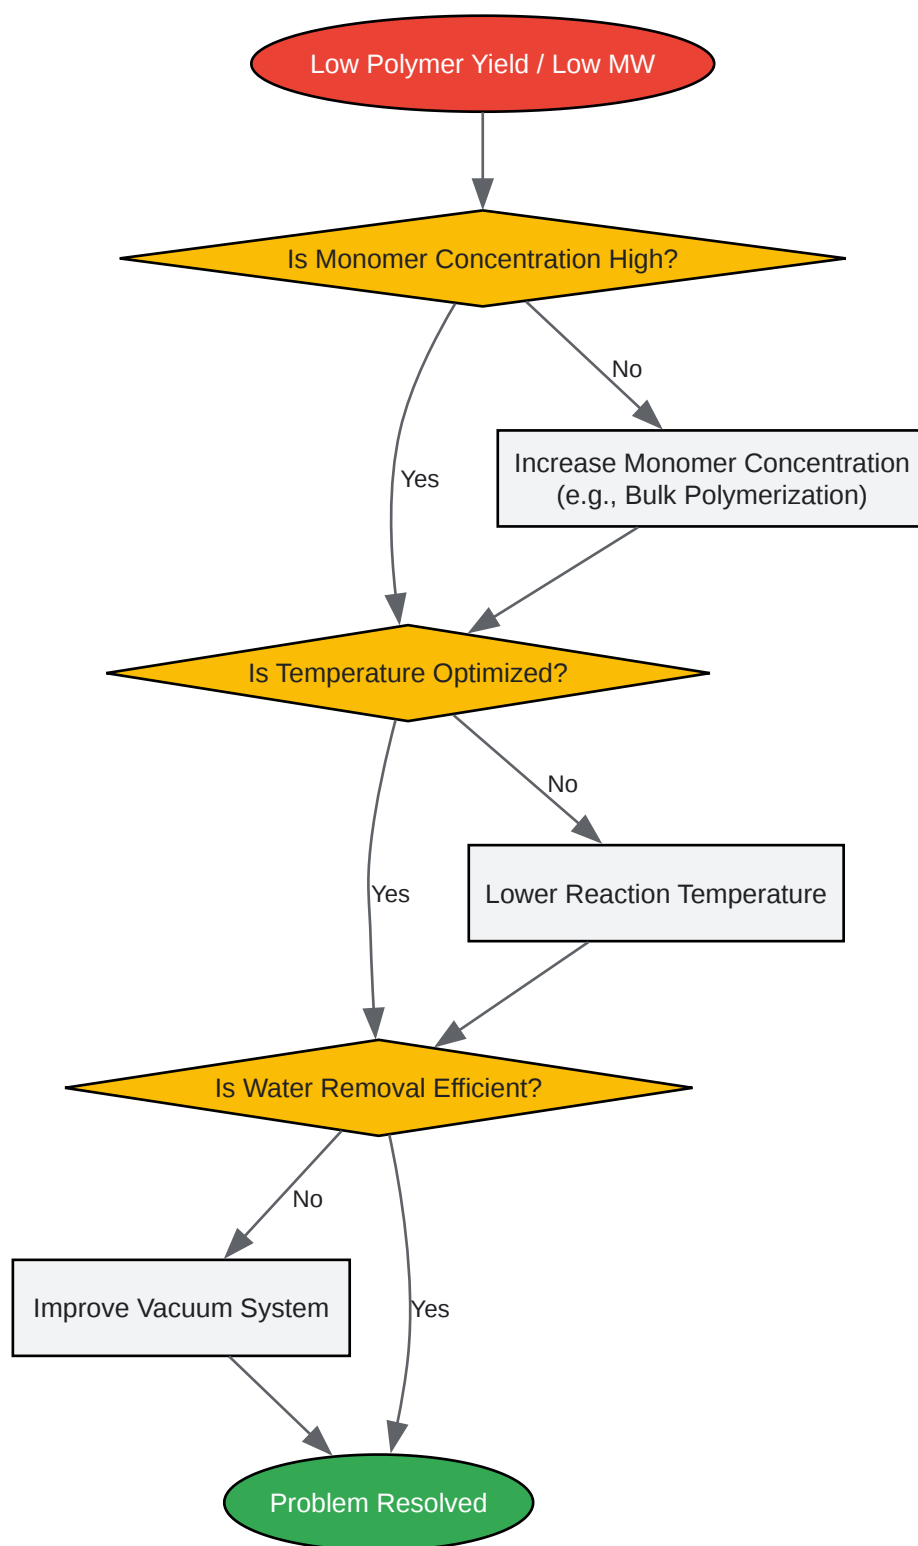 Low Polymer Yield / Low MW
Is Monomer Concentration High?
No
Increase Monomer Concentration
(e.g., Bulk Polymerization)
Yes
Is Temperature Optimized?
No
Lower Reaction Temperature
Yes
Is Water Removal Efficient?
No
Improve Vacuum System
Yes
Problem Resolved